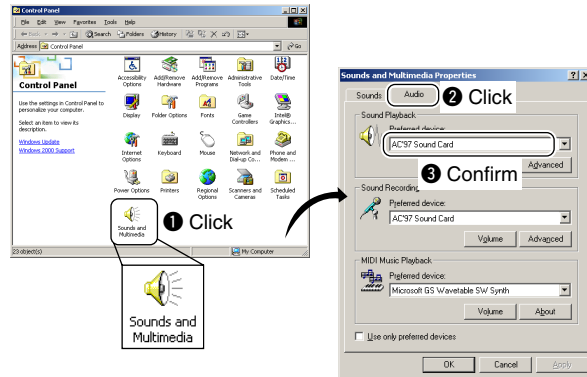 Control Panel
File Edit View Favorites Tools Help
Back Search Folders History
Address Control Panel Go
Control Panel
Use the settings in Control Panel to
personalize your computer.
Select an item to view its
description.
Windows Update
Windows 2000 Support
Accessibility
Options
Add/Remove
Hardware
Add/Remove
Programs
Administrative
Tools
Date/Time
Display
Folder Options
Fonts
Game
Controllers
Intel®
Graphics...
Internet
Options
Keyboard
Mouse
Network and
Dial-up Co...
Phone and
Modem ...
Power Options
Printers
Regional
Options
Scanners and
Cameras
Scheduled
Tasks
Sounds and
Multimedia
❶ Click
23 object(s) My Computer
Sounds and
Multimedia
Sounds and Multimedia Properties
Sounds Audio
❷ Click
Sound Playback
Preferred device:
AC'97 Sound Card
Advanced
❸ Confirm
Sound Recording
Preferred device:
AC'97 Sound Card
Volume Advanced
MIDI Music Playback
Preferred device:
Microsoft GS Wavetable SW Synth
Volume About
Use only preferred devices
OK Cancel Apply